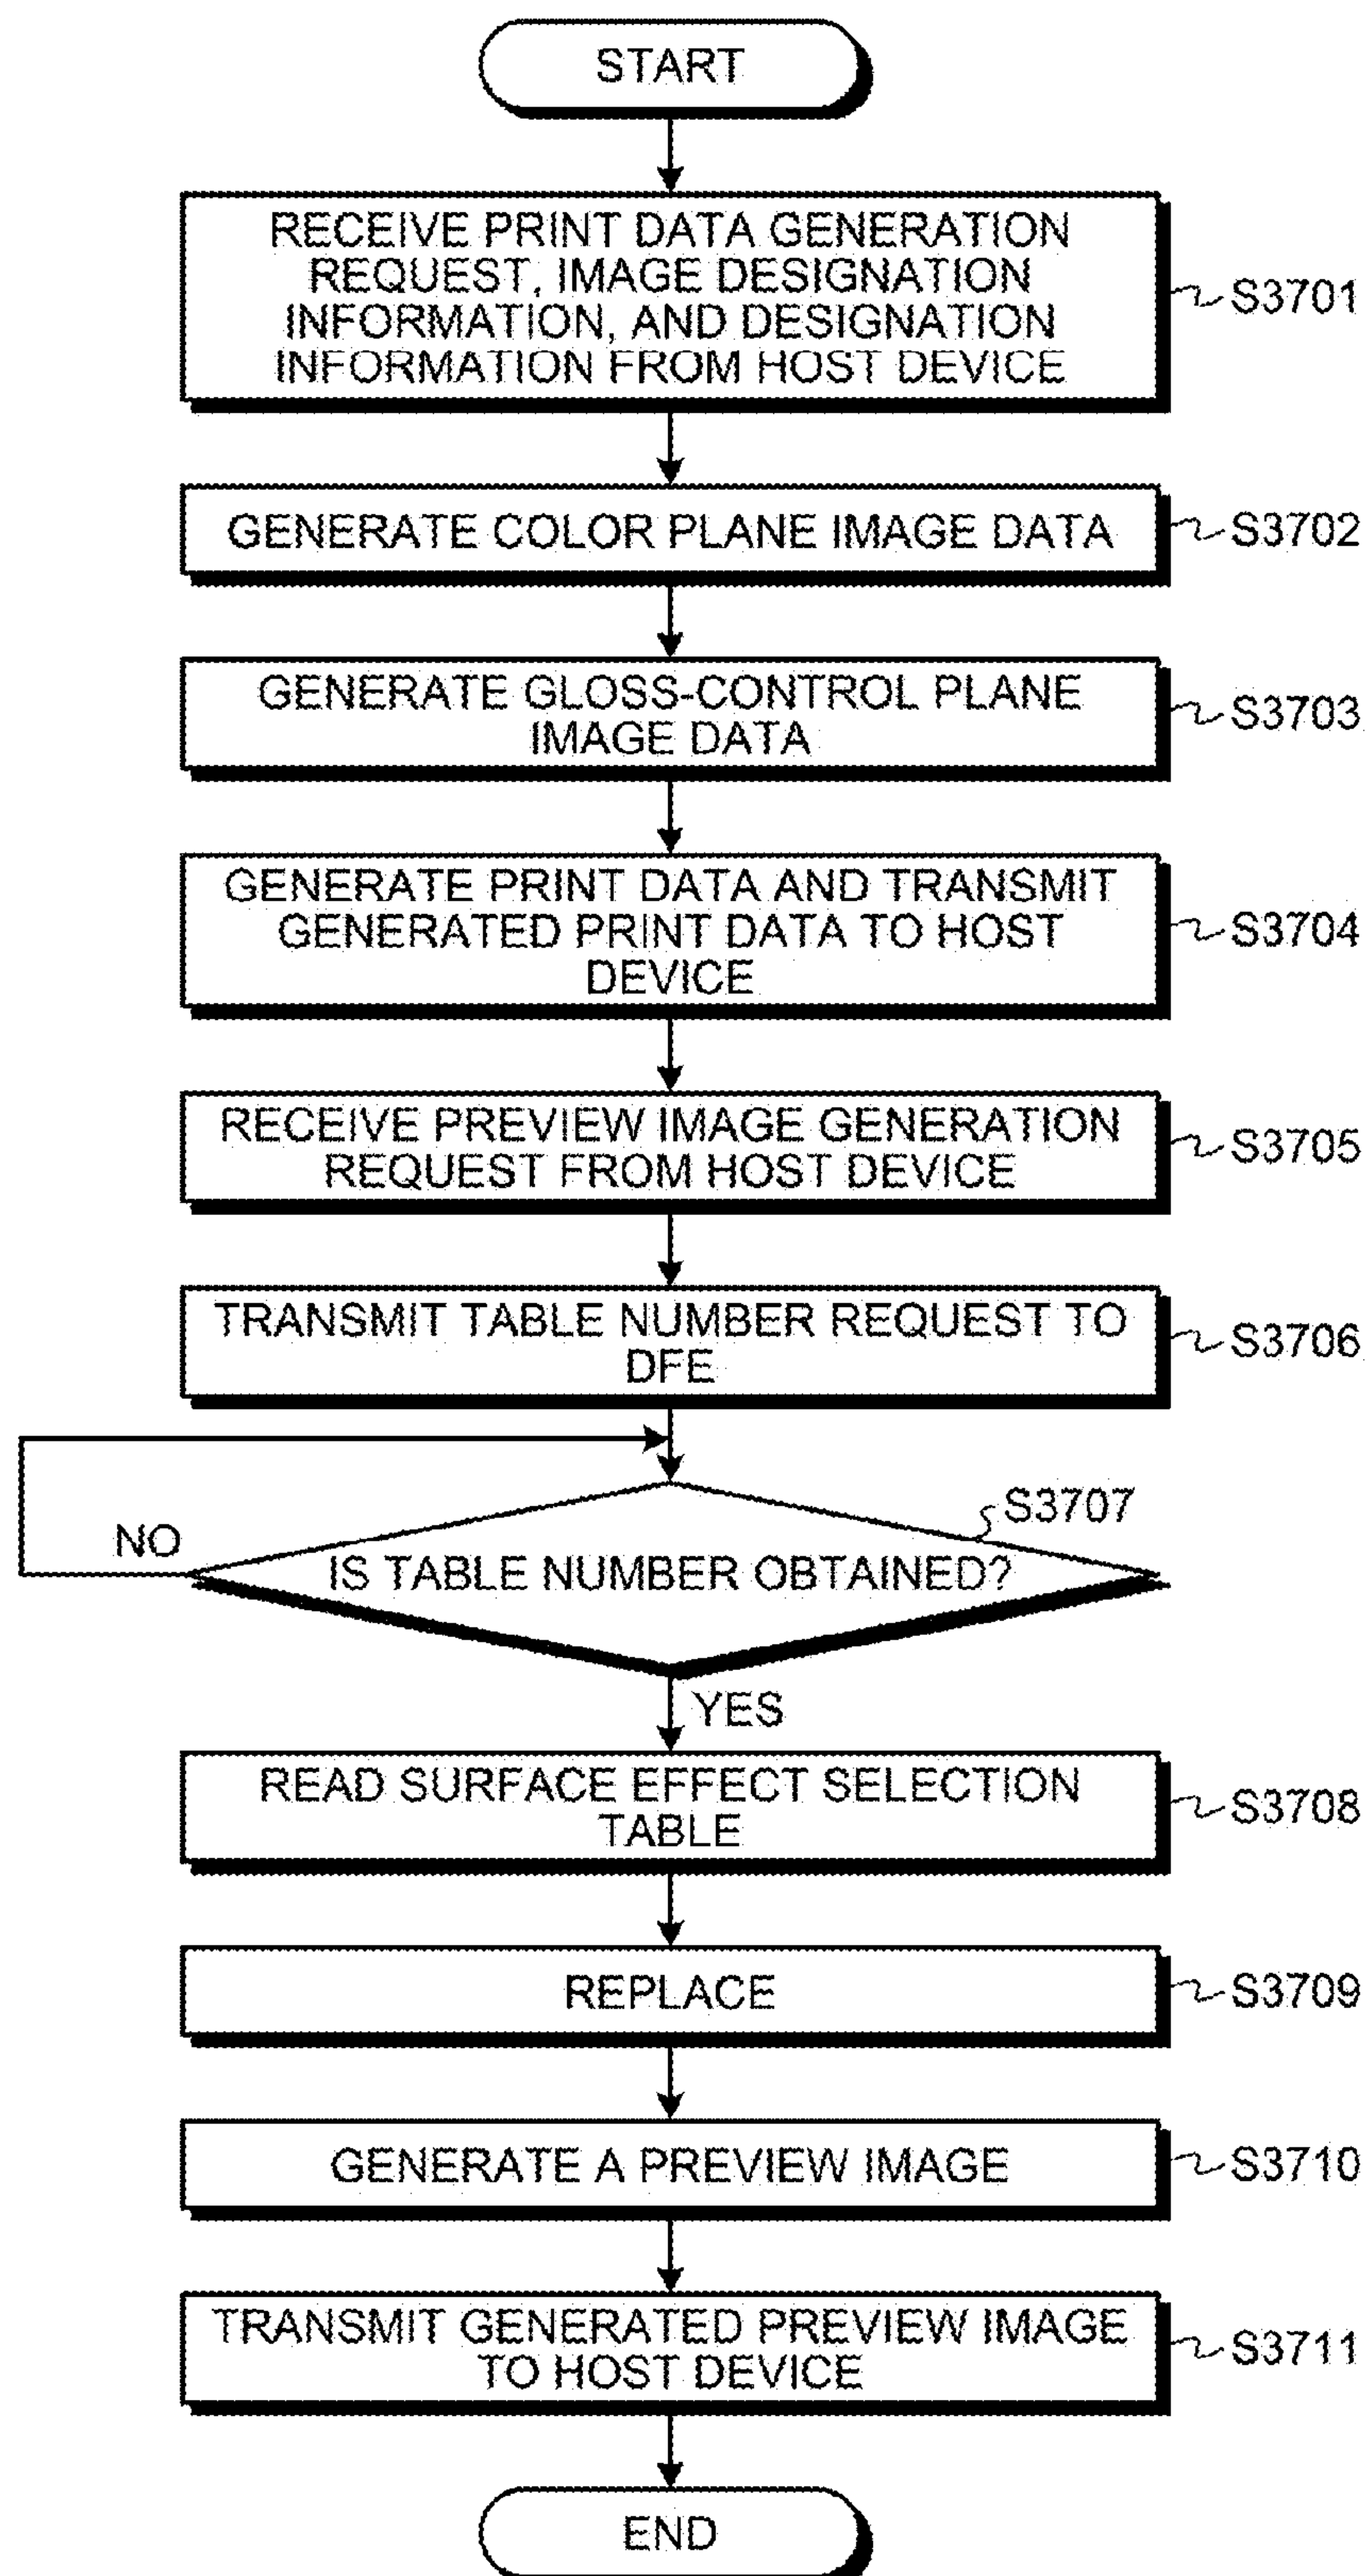 START
RECEIVE PRINT DATA GENERATION
REQUEST, IMAGE DESIGNATION
INFORMATION, AND DESIGNATION
INFORMATION FROM HOST DEVICE
S3701
GENERATE COLOR PLANE IMAGE DATA
S3702
GENERATE GLOSS-CONTROL PLANE
IMAGE DATA
S3703
GENERATE PRINT DATA AND TRANSMIT
GENERATED PRINT DATA TO HOST
DEVICE
S3704
RECEIVE PREVIEW IMAGE GENERATION
REQUEST FROM HOST DEVICE
S3705
TRANSMIT TABLE NUMBER REQUEST TO
DFE
S3706
S3707
NO
IS TABLE NUMBER OBTAINED?
YES
READ SURFACE EFFECT SELECTION
TABLE
S3708
REPLACE
S3709
GENERATE A PREVIEW IMAGE
S3710
TRANSMIT GENERATED PREVIEW IMAGE
TO HOST DEVICE
S3711
END